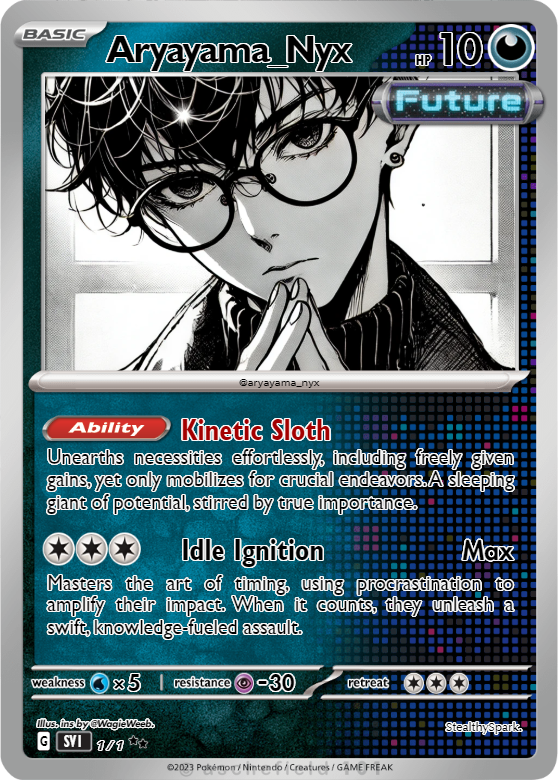 BASIC
Aryayama_Nyx HP 10
Future
@aryayama_nyx
Ability Kinetic Sloth
Unearths necessities effortlessly, including freely given
gains, yet only mobilizes for crucial endeavors.A sleeping
giant of potential, stirred by true importance.
Idle Ignition Max
Masters the art of timing, using procrastination to
amplify their impact. When it counts, they unleash a
swift, knowledge-fueled assault.
weakness ×5 resistance -30 retreat
Illus. ins by @WagieWeeb.
StealthySpark.
G SVI 1/1
©2023 Pokémon / Nintendo / Creatures / GAME FREAK